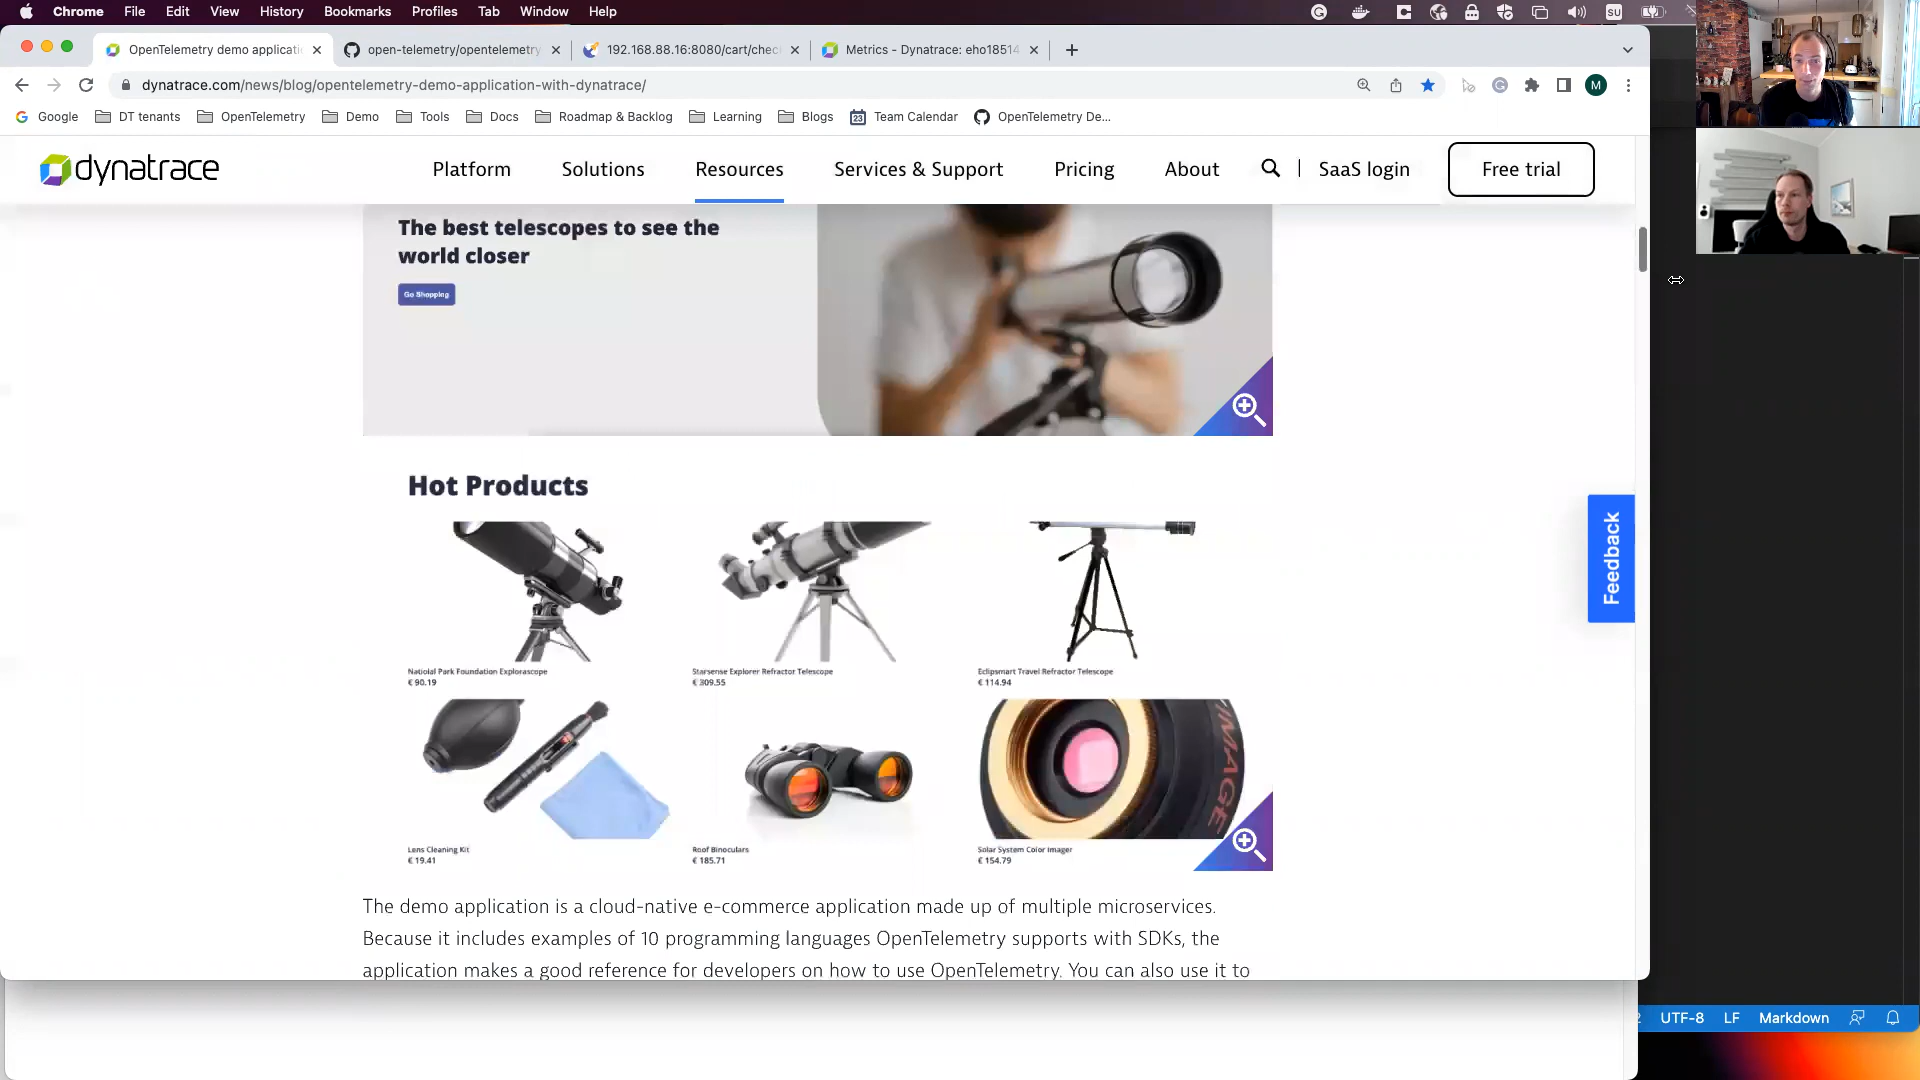 Chrome File Edit View History Bookmarks Profiles Tab Window Help
SU
OpenTelemetry demo applicati
open-telemetry/opentelemetry
192.168.88.16:8080/cart/chec
Metrics - Dynatrace: eho18514
dynatrace.com/news/blog/opentelemetry-demo-application-with-dynatrace/
M
Google DT tenants OpenTelemetry Demo Tools Docs Roadmap & Backlog Learning Blogs Team Calendar OpenTelemetry De...
dynatrace
Platform Solutions Resources Services & Support Pricing About SaaS login Free trial
The best telescopes to see the
world closer
Go Shopping
Hot Products
National Park Foundation Explorascope
€ 90.19
Starsense Explorer Refractor Telescope
€ 309.55
Eclipsmart Travel Refractor Telescope
€ 114.94
IMAGE
Lens Cleaning Kit
€ 19.41
Roof Binoculars
€ 185.71
Solar System Color Imager
€ 154.79
Feedback
The demo application is a cloud-native e-commerce application made up of multiple microservices.
Because it includes examples of 10 programming languages OpenTelemetry supports with SDKs, the
application makes a good reference for developers on how to use OpenTelemetry. You can also use it to
UTF-8 LF Markdown